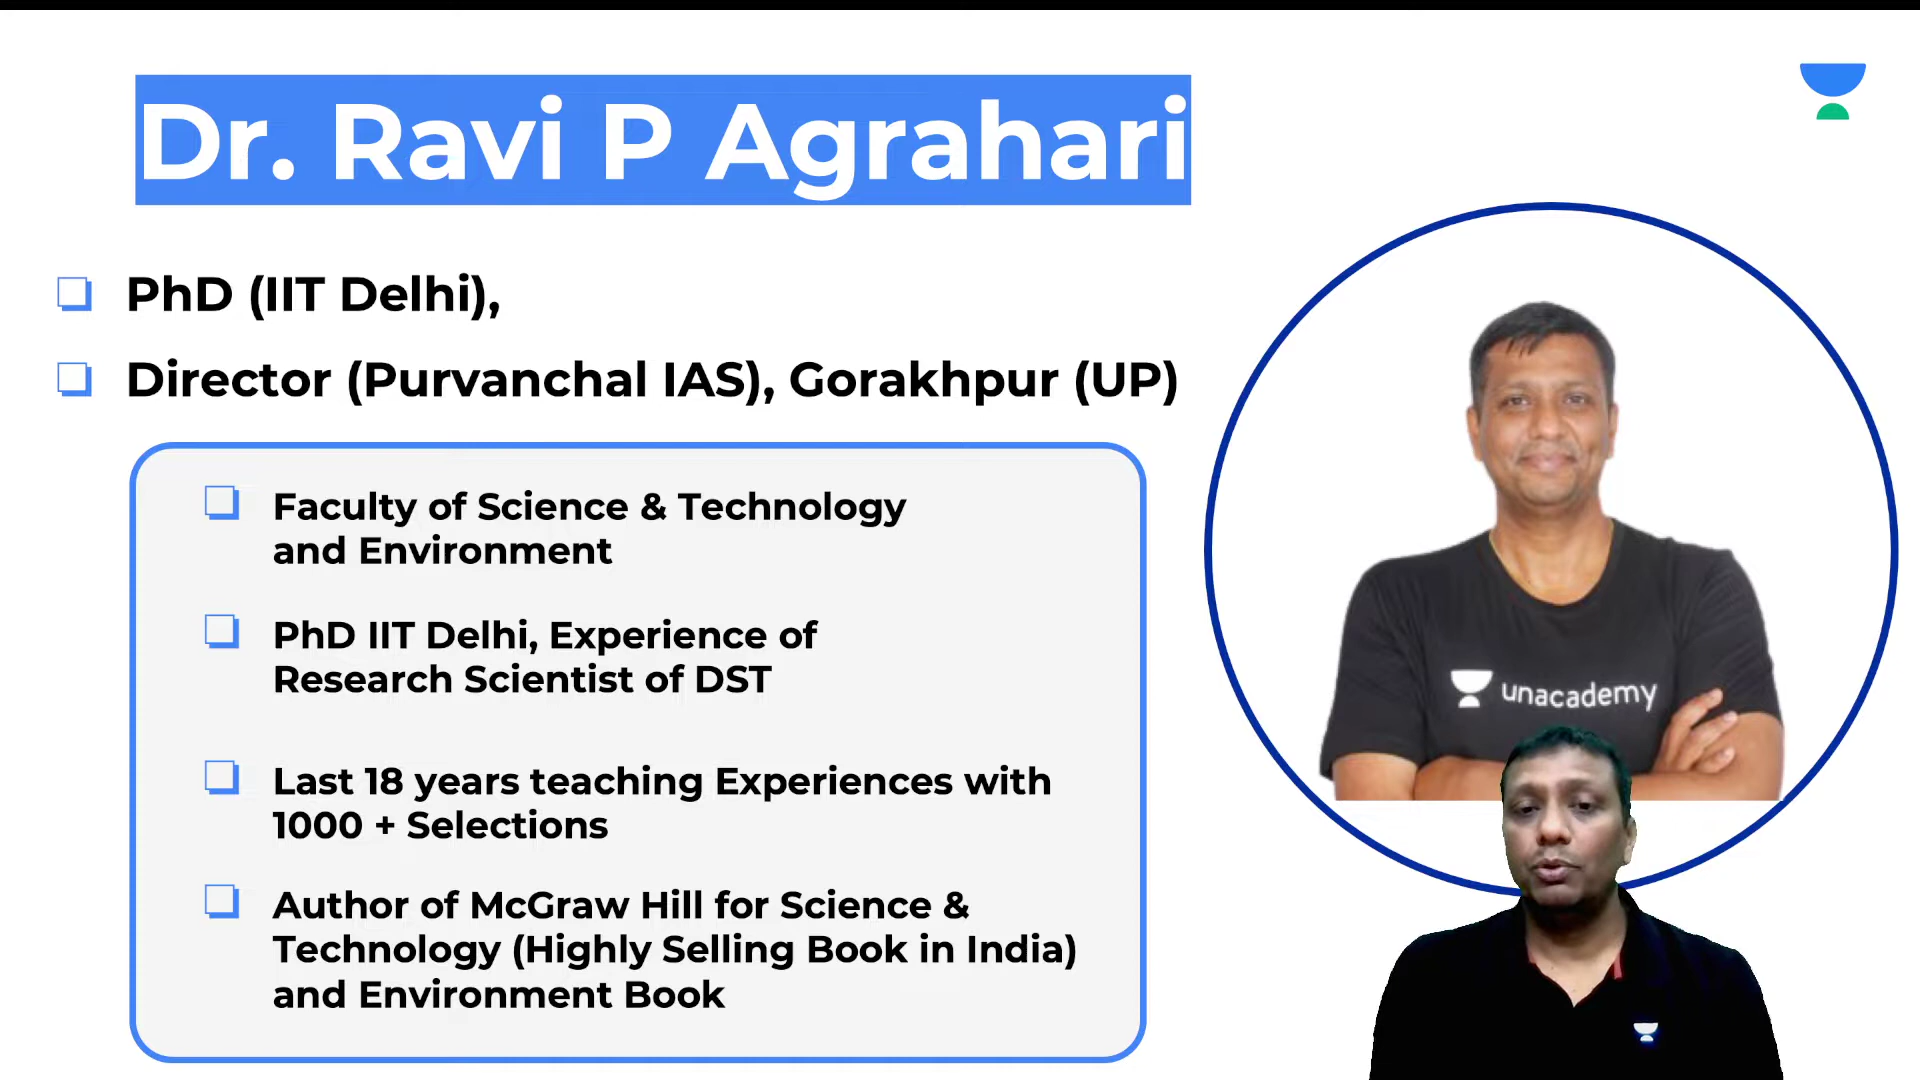 Dr. Ravi P Agrahari
PhD (IIT Delhi),
Director (Purvanchal IAS), Gorakhpur (UP)
Faculty of Science & Technology
and Environment
PhD IIT Delhi, Experience of
Research Scientist of DST
Last 18 years teaching Experiences with
1000 + Selections
Author of McGraw Hill for Science &
Technology (Highly Selling Book in India)
and Environment Book
unacademy